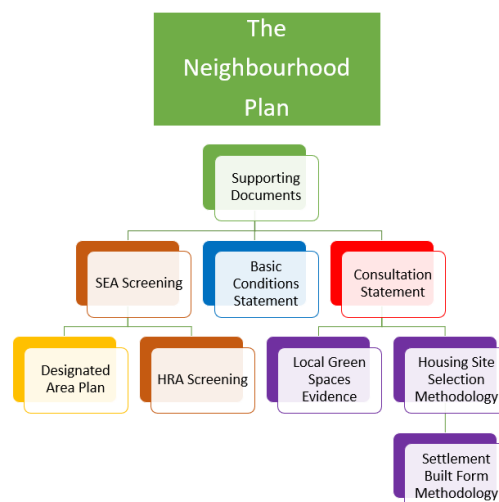 The
Neighbourhood
Plan
Supporting
Documents
SEA Screening
Basic
Conditions
Statement
Consultation
Statement
Designated
Area Plan
HRA Screening
Local Green
Spaces
Evidence
Housing Site
Selection
Methodology
Settlement
Built Form
Methodology